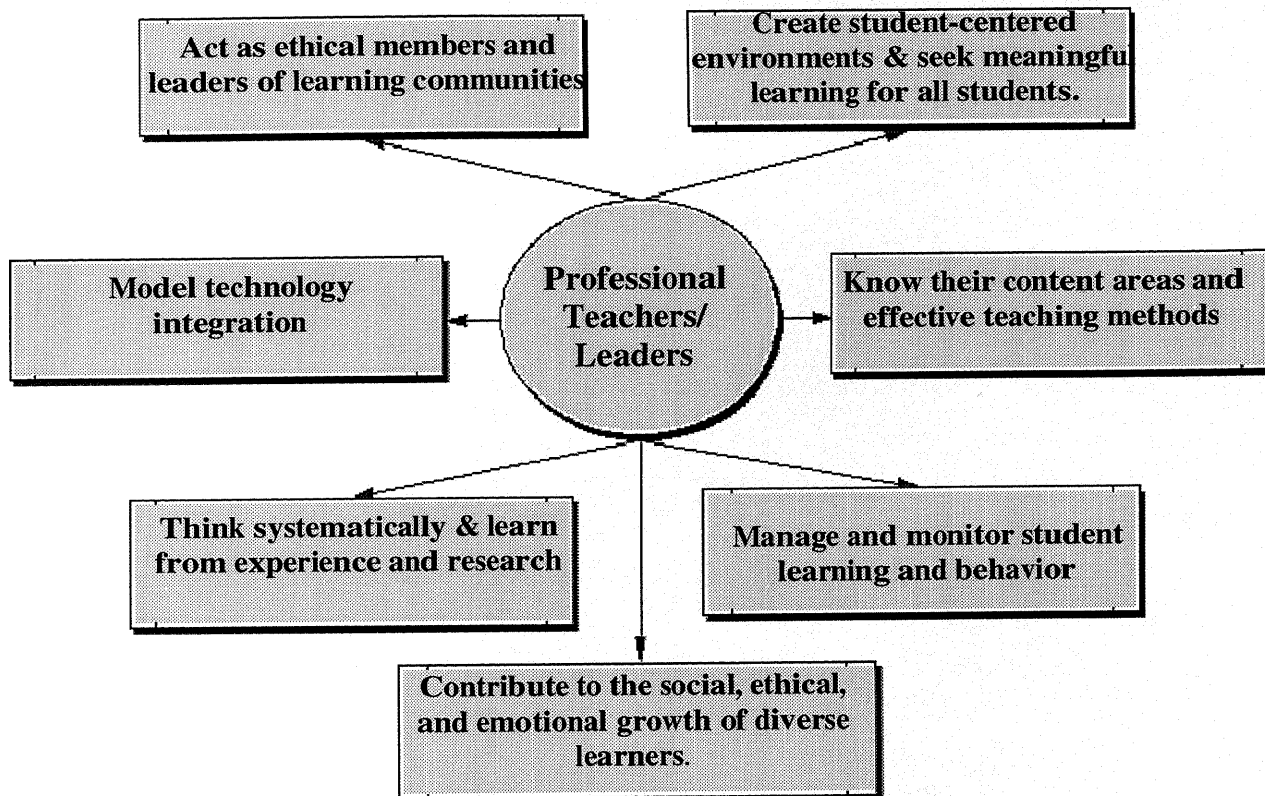 Act as ethical members and
leaders of learning communities
Create student-centered
environments & seek meaningful
learning for all students.
Model technology
integration
Professional
Teachers/
Leaders
Know their content areas and
effective teaching methods
Think systematically & learn
from experience and research
Manage and monitor student
learning and behavior
Contribute to the social, ethical,
and emotional growth of diverse
learners.